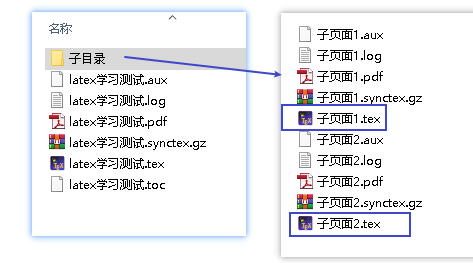 名称
子目录
latex学习测试.aux
latex学习测试.log
latex学习测试.pdf
latex学习测试.synctex.gz
latex学习测试.tex
latex学习测试.toc
子页面1.aux
子页面1.log
子页面1.pdf
子页面1.synctex.gz
子页面1.tex
子页面2.aux
子页面2.log
子页面2.pdf
子页面2.synctex.gz
子页面2.tex